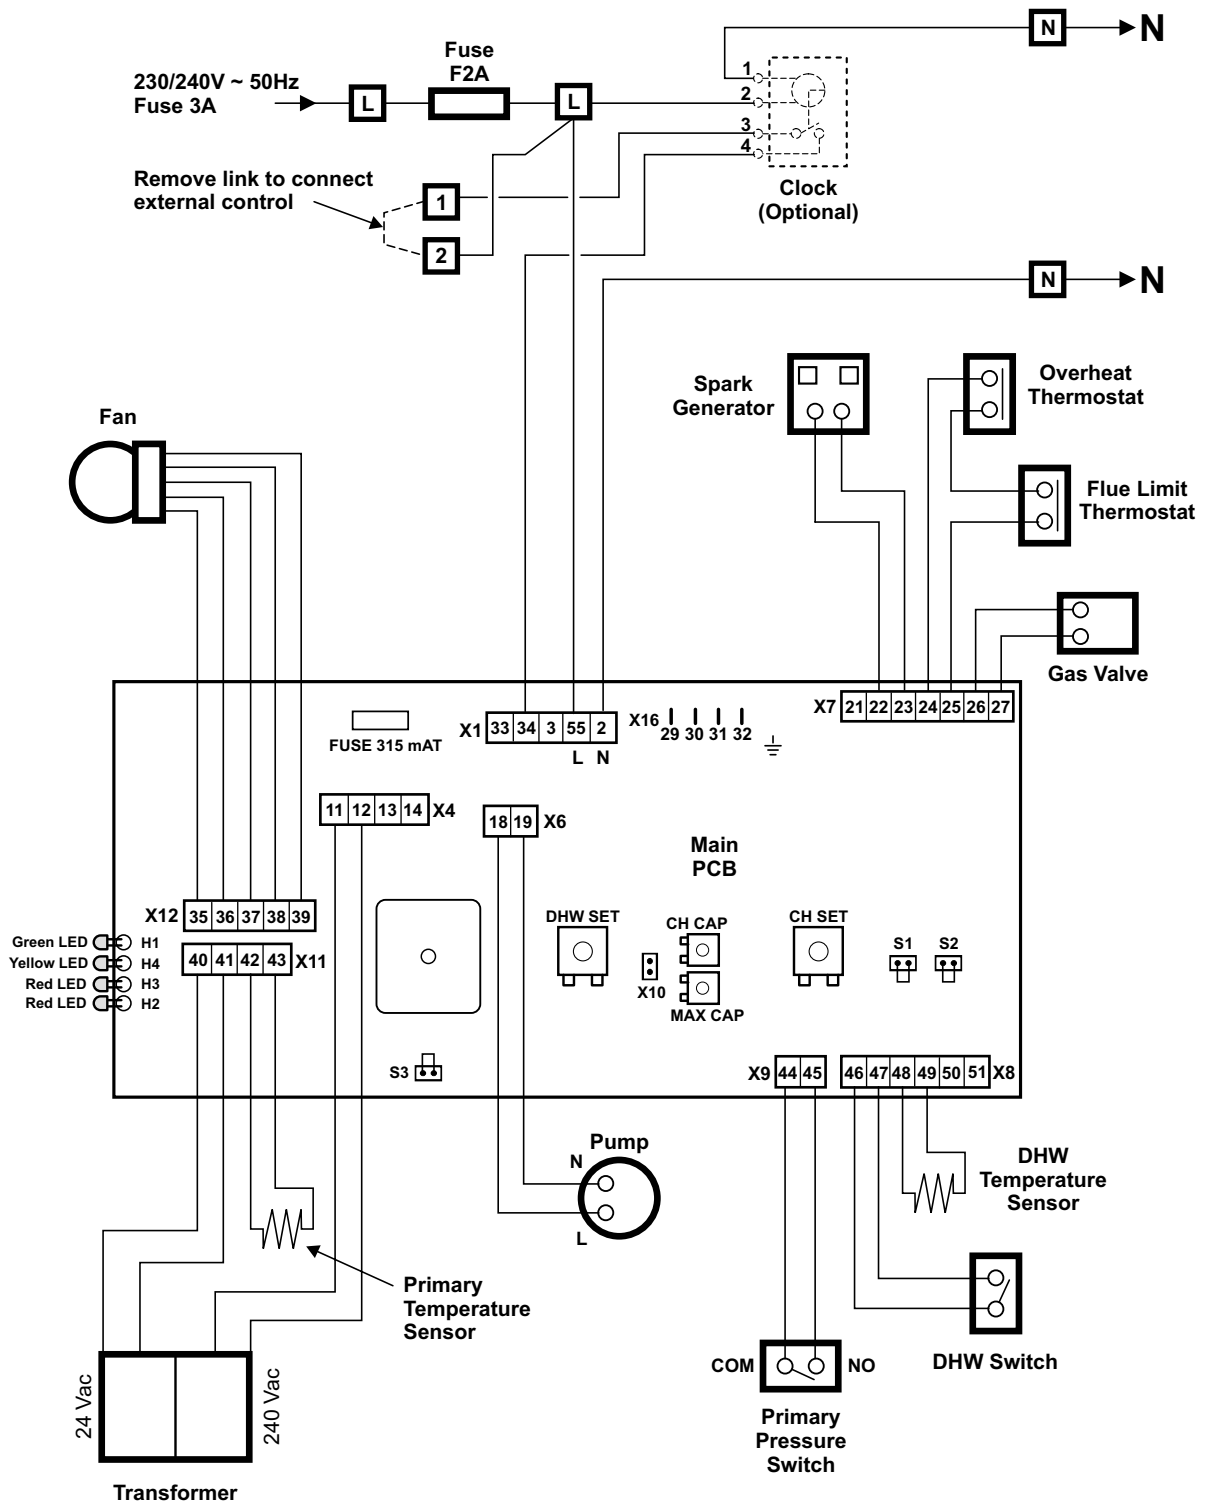 N N
Fuse
F2A
230/240V ~ 50Hz
Fuse 3A
L
L
1
2
3
4
Remove link to connect
external control
1
2
Clock
(Optional)
N N
Spark
Generator
Overheat
Thermostat
Fan
Flue Limit
Thermostat
Gas Valve
X7 21 22 23 24 25 26 27
FUSE 315 mAT
X1 33 34 3 55 2
L N
X16
29 30 31 32
11 12 13 14 X4
18 19 X6
Main
PCB
X12 35 36 37 38 39
DHW SET
CH CAP
CH SET
Green LED H1
Yellow LED H4
Red LED H3
Red LED H2
40 41 42 43 X11
S1 S2
X10
MAX CAP
S3
X9 44 45
46 47 48 49 50 51 X8
Pump
N
L
DHW
Temperature
Sensor
Primary
Temperature
Sensor
COM NO
DHW Switch
24 Vac
240 Vac
Primary
Pressure
Switch
Transformer